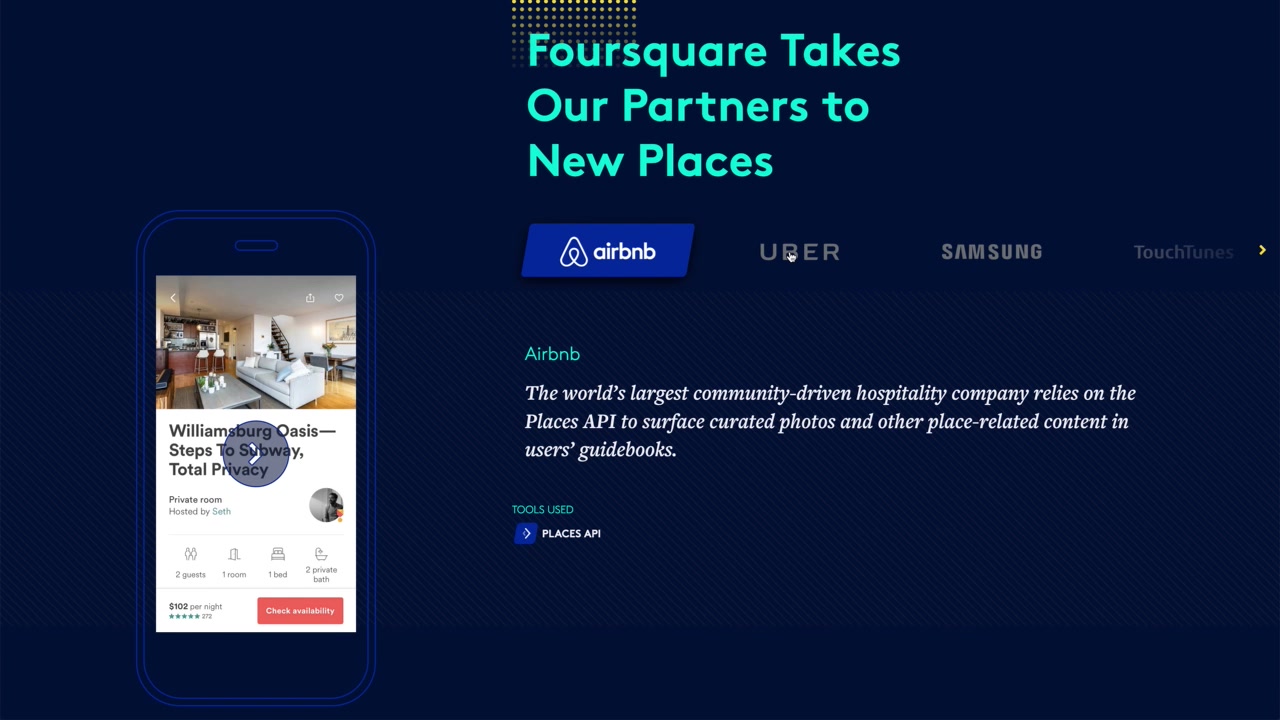 Foursquare Takes
Our Partners to
New Places
airbnb
UBER
SAMSUNG
TouchTunes
Airbnb
The world’s largest community-driven hospitality company relies on the
Places API to surface curated photos and other place-related content in
users’ guidebooks.
TOOLS USED
PLACES API
Williamsburg Oasis—
Steps To Subway,
Total Privacy
Private room
Hosted by Seth
2 guests
1 room
1 bed
2 private
bath
$102 per night
272
Check availability